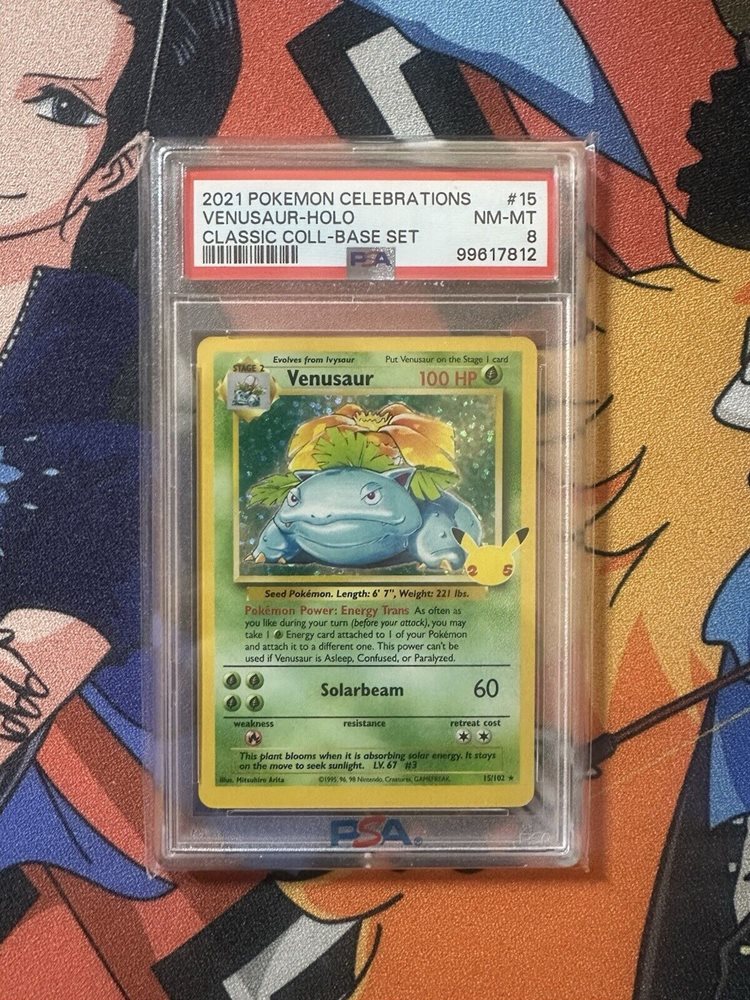 2021 POKEMON CELEBRATIONS #15
VENUSAUR-HOLO NM-MT
CLASSIC COLL-BASE SET 8
PSA 99617812
Evolves from Ivysaur Put Venusaur on the Stage 1 card
STAGE 2
Venusaur 100 HP
25
Seed Pokémon. Length: 6' 7", Weight: 221 lbs.
Pokémon Power: Energy Trans As often as
you like during your turn (before your attack), you may
take 1 Energy card attached to 1 of your Pokémon
and attach it to a different one. This power can't be
used if Venusaur is Asleep, Confused, or Paralyzed.
Solarbeam 60
weakness resistance retreat cost
This plant blooms when it is absorbing solar energy. It stays
on the move to seek sunlight. LV. 67 #3
Illus. Mitsuhiro Arita ©1995, 96, 98 Nintendo, Creatures, GAMEFREAK. 15/102 ★
PSA®